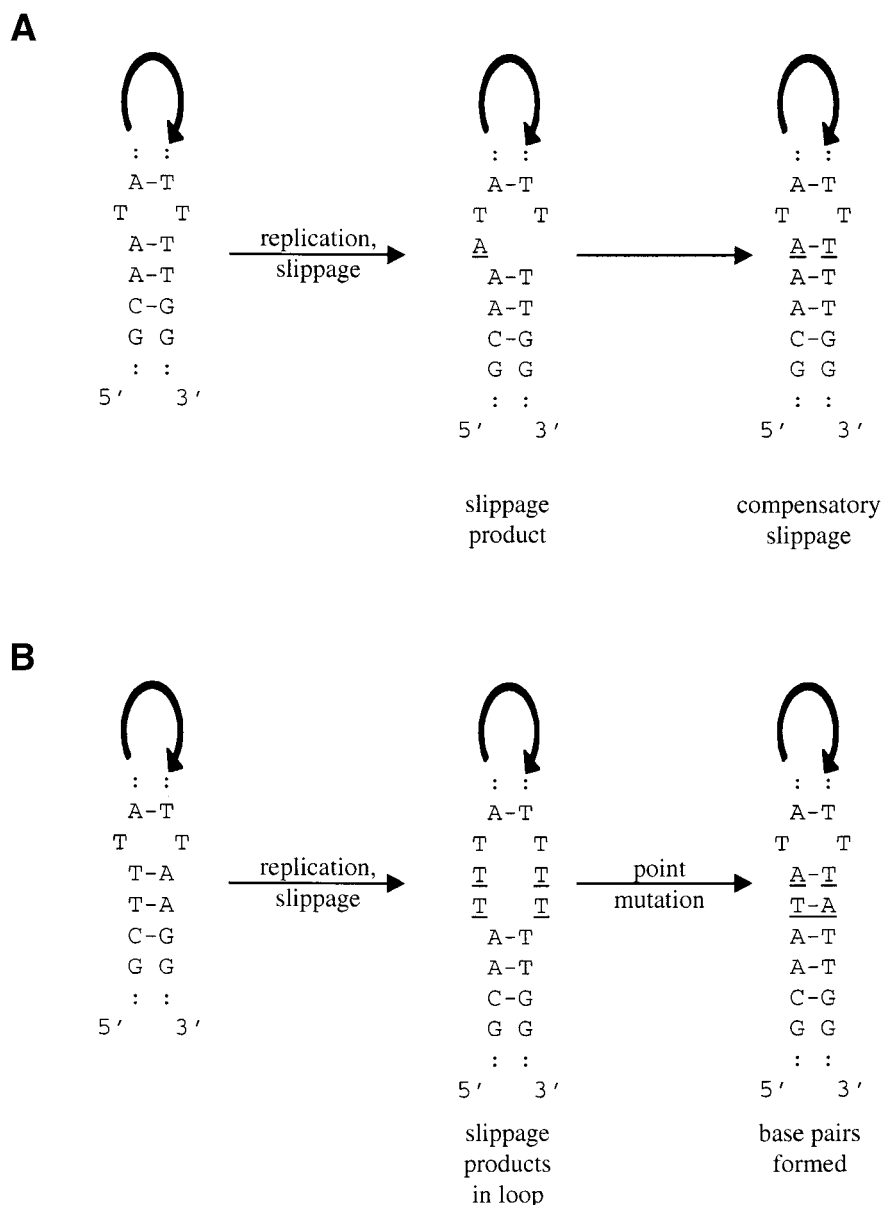 A
: : : : : :
A-T A-T A-T
T T T T T T
A-T replication, A A-T
A-T slippage A-T A-T
C-G A-T A-T
G G C-G C-G
: : G G G G
5' 3' : : : :
5' 3' 5' 3'
slippage compensatory
product slippage
B
: : : : : :
A-T A-T A-T
T T T T T T
T-A replication, T T point A-T
T-A slippage T T mutation T-A
C-G A-T A-T
G G A-T A-T
: : C-G C-G
5' 3' G G G G
: : : :
5' 3' 5' 3'
slippage base pairs
products formed
in loop